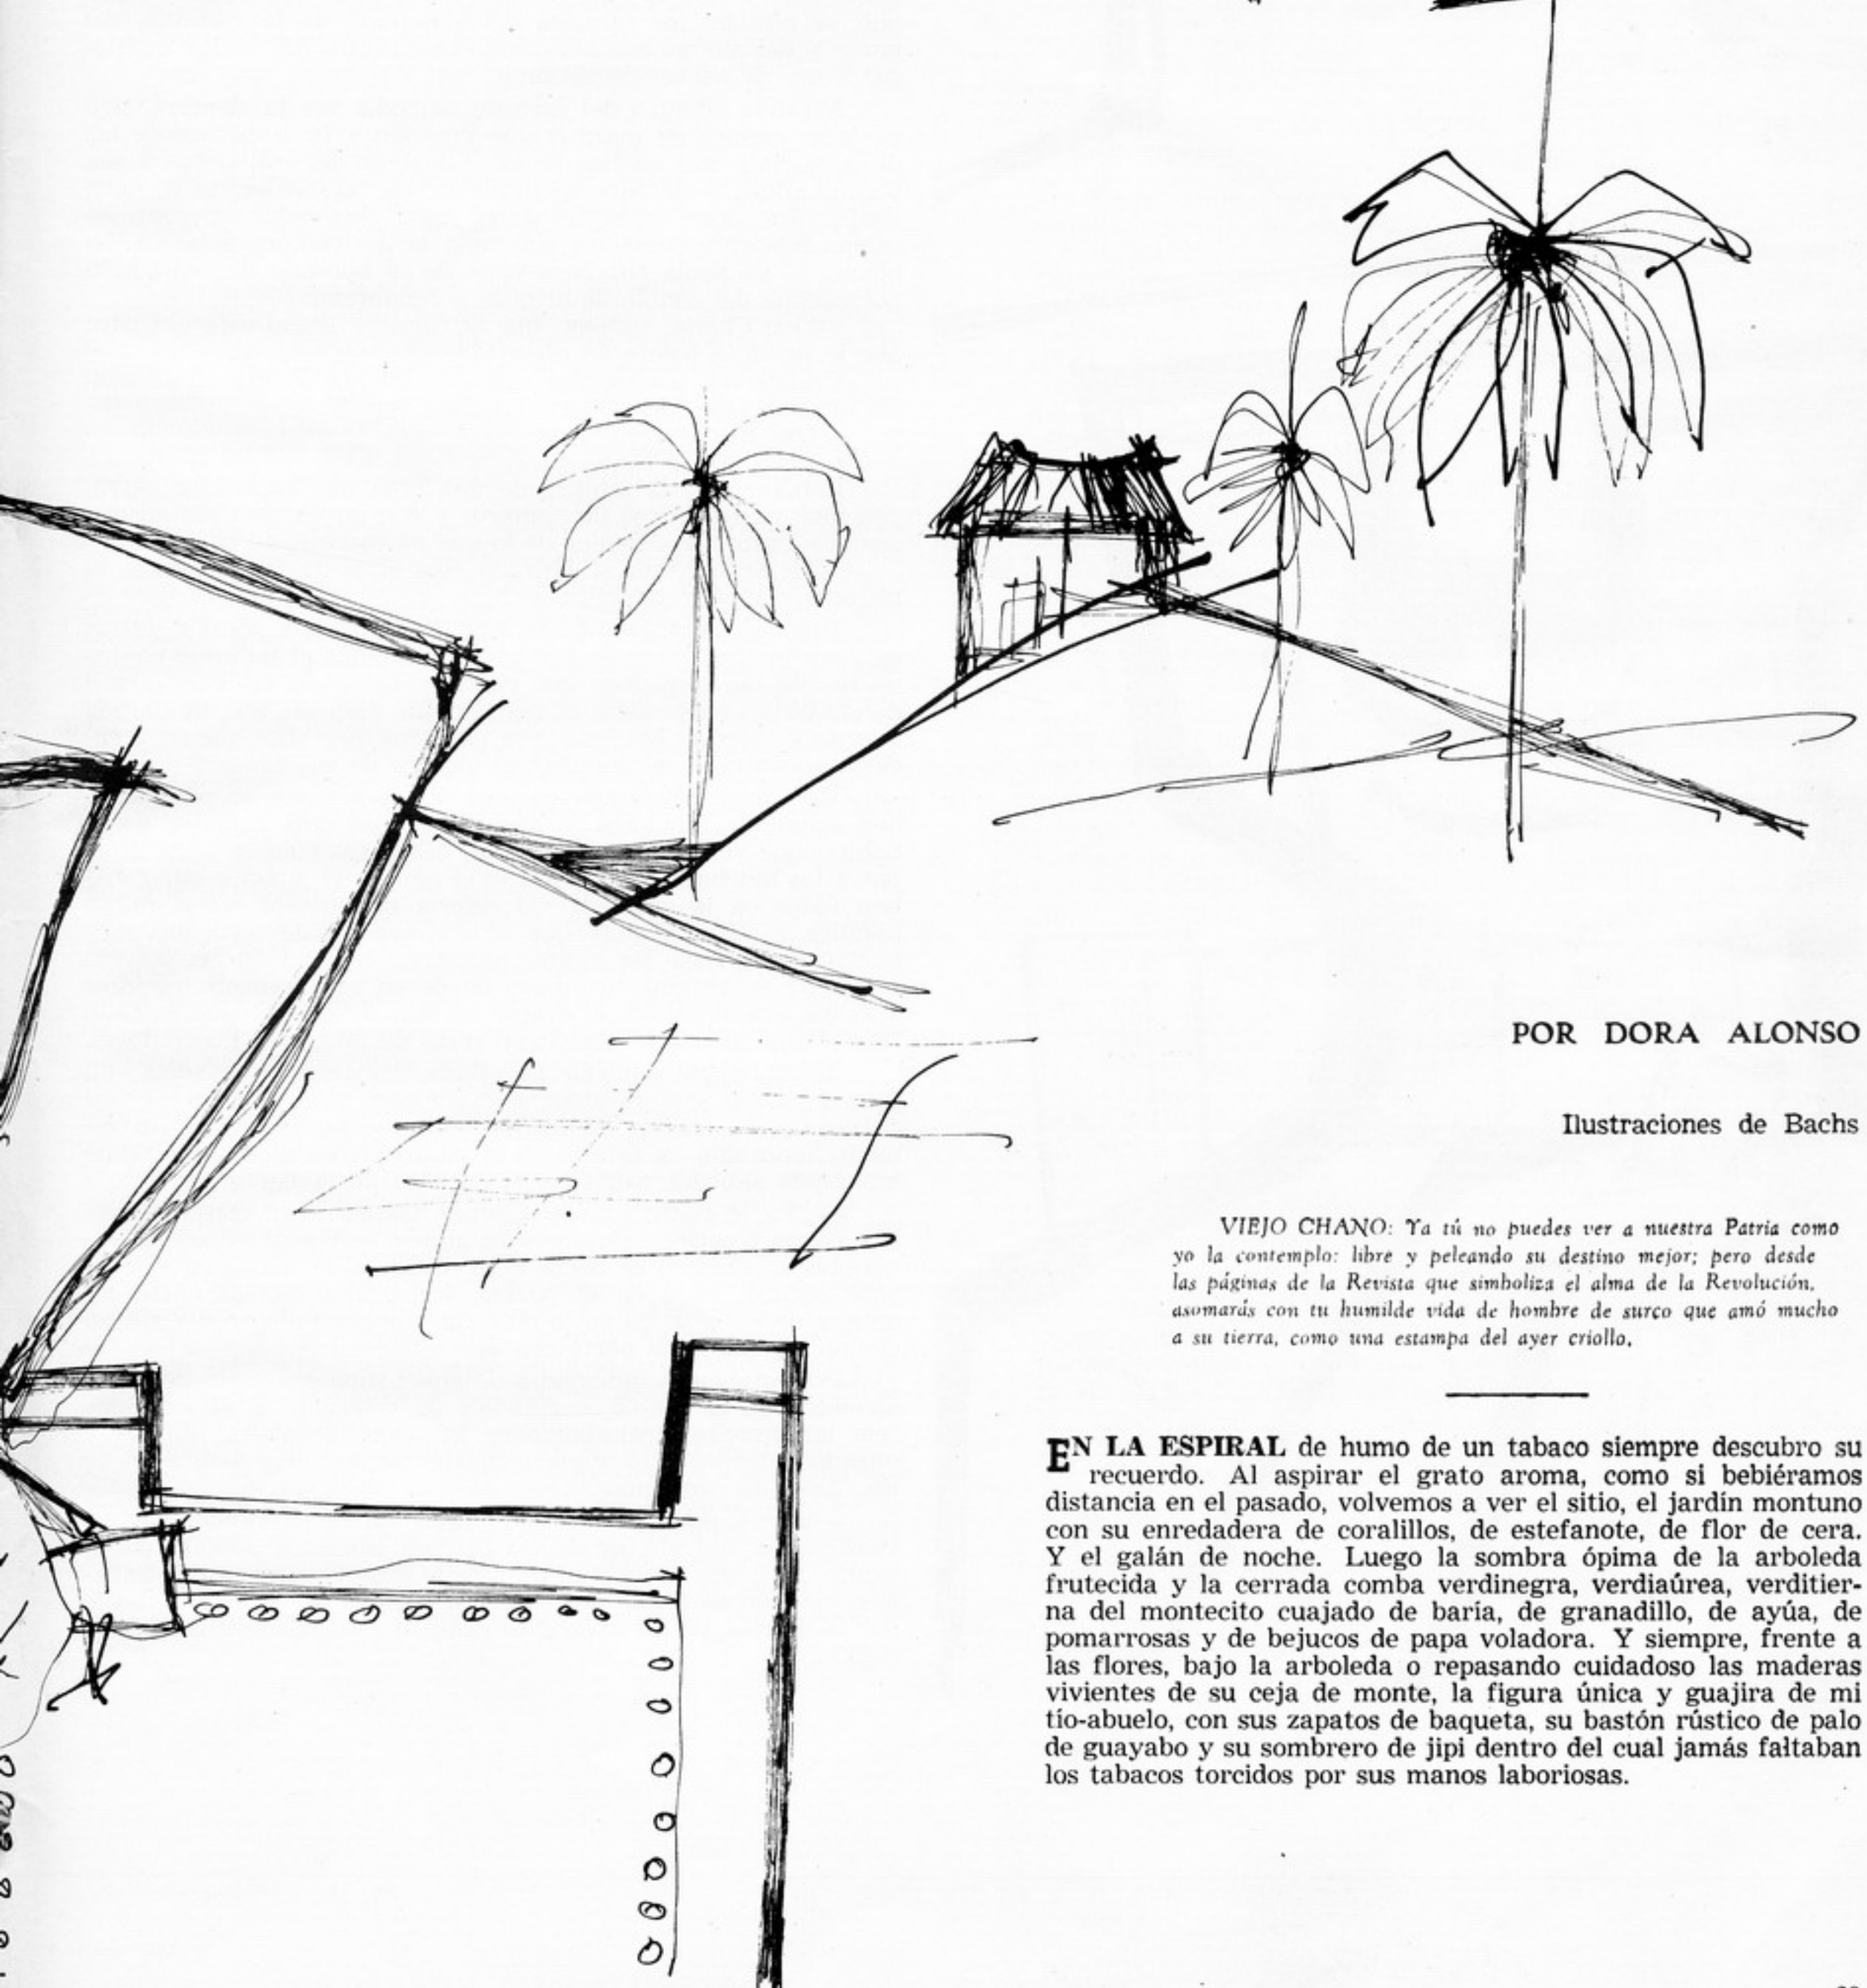 POR DORA ALONSO
Ilustraciones de Bachs
VIEJO CHANO: Ya tú no puedes ver a nuestra Patria como
yo la contemplo: libre y peleando su destino mejor; pero desde
las páginas de la Revista que simboliza el alma de la Revolución,
asomarás con tu humilde vida de hombre de surco que amó mucho
a su tierra, como una estampa del ayer criollo.
EN LA ESPIRAL de humo de un tabaco siempre descubro su
recuerdo. Al aspirar el grato aroma, como si bebiéramos
distancia en el pasado, volvemos a ver el sitio, el jardín montuno
con su enredadera de coralillos, de estefanote, de flor de cera.
Y el galán de noche. Luego la sombra ópima de la arboleda
frutecida y la cerrada comba verdinegra, verdiaúrea, verditier-
na del montecito cuajado de baría, de granadillo, de ayúa, de
pomarrosas y de bejucos de papa voladora. Y siempre, frente a
las flores, bajo la arboleda o repasando cuidadoso las maderas
vivientes de su ceja de monte, la figura única y guajira de mi
tío-abuelo, con sus zapatos de baqueta, su bastón rústico de palo
de guayabo y su sombrero de jipi dentro del cual jamás faltaban
los tabacos torcidos por sus manos laboriosas.